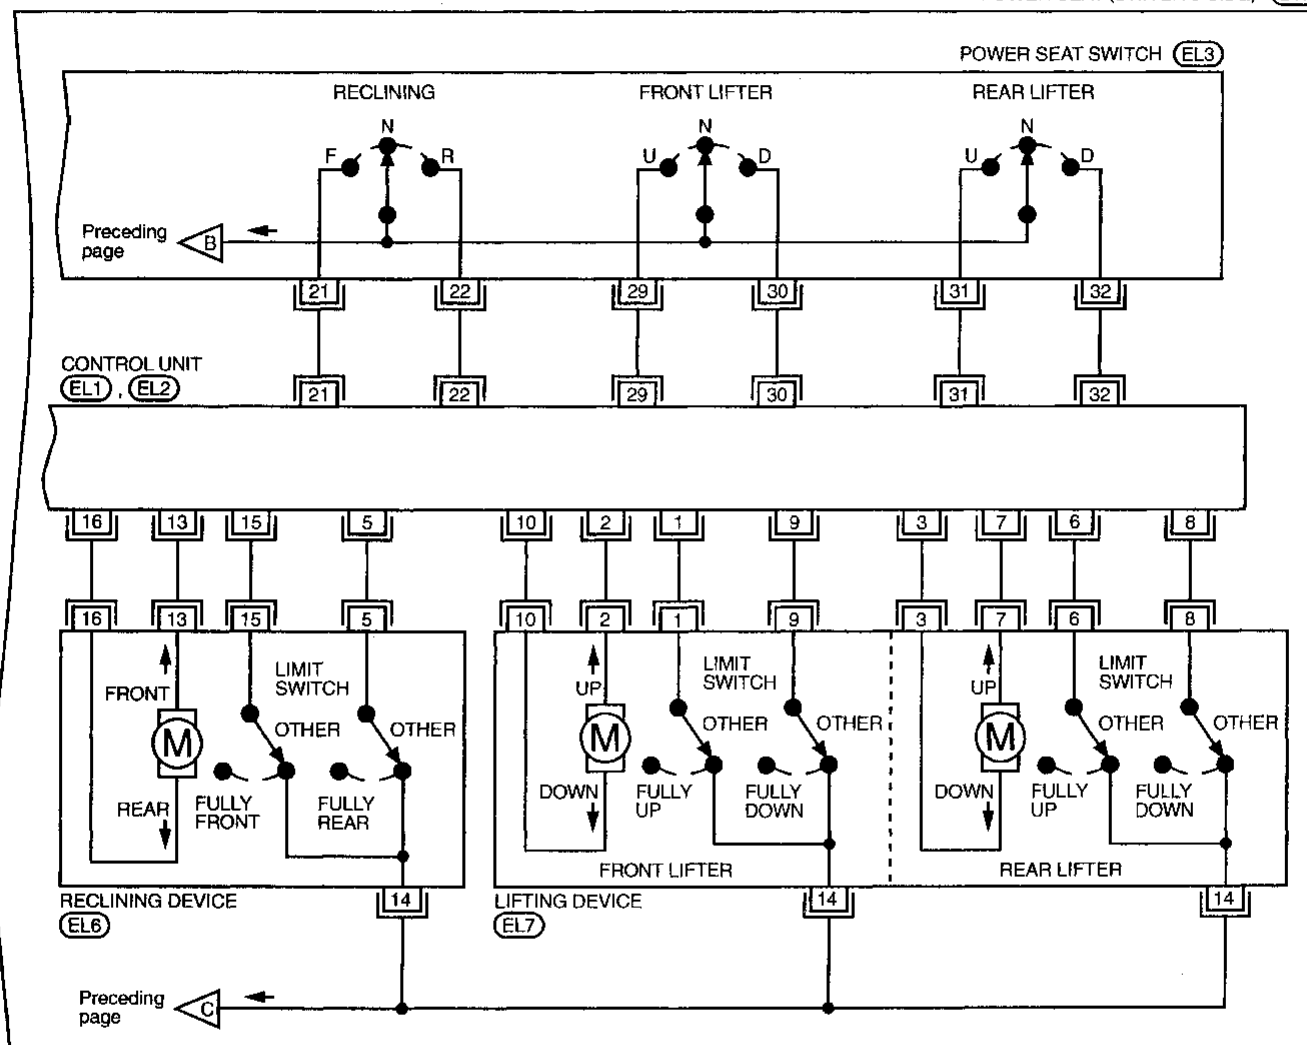 POWER SEAT SWITCH EL3
RECLINING FRONT LIFTER REAR LIFTER
N N N
F R U D U D
Preceding
page
B
21 22 29 30 31 32
CONTROL UNIT
EL1 , EL2
21 22 29 30 31 32
16 13 15 5 10 2 1 9 3 7 6 8
16 13 15 5 10 2 1 9 3 7 6 8
FRONT
LIMIT
SWITCH
OTHER OTHER
M
REAR
FULLY
FRONT
FULLY
REAR
UP
LIMIT
SWITCH
OTHER OTHER
M
DOWN
FULLY
UP
FULLY
DOWN
FRONT LIFTER
UP
LIMIT
SWITCH
OTHER OTHER
M
DOWN
FULLY
UP
FULLY
DOWN
REAR LIFTER
RECLINING DEVICE
EL6
14
LIFTING DEVICE
EL7
14
14
Preceding
page
C